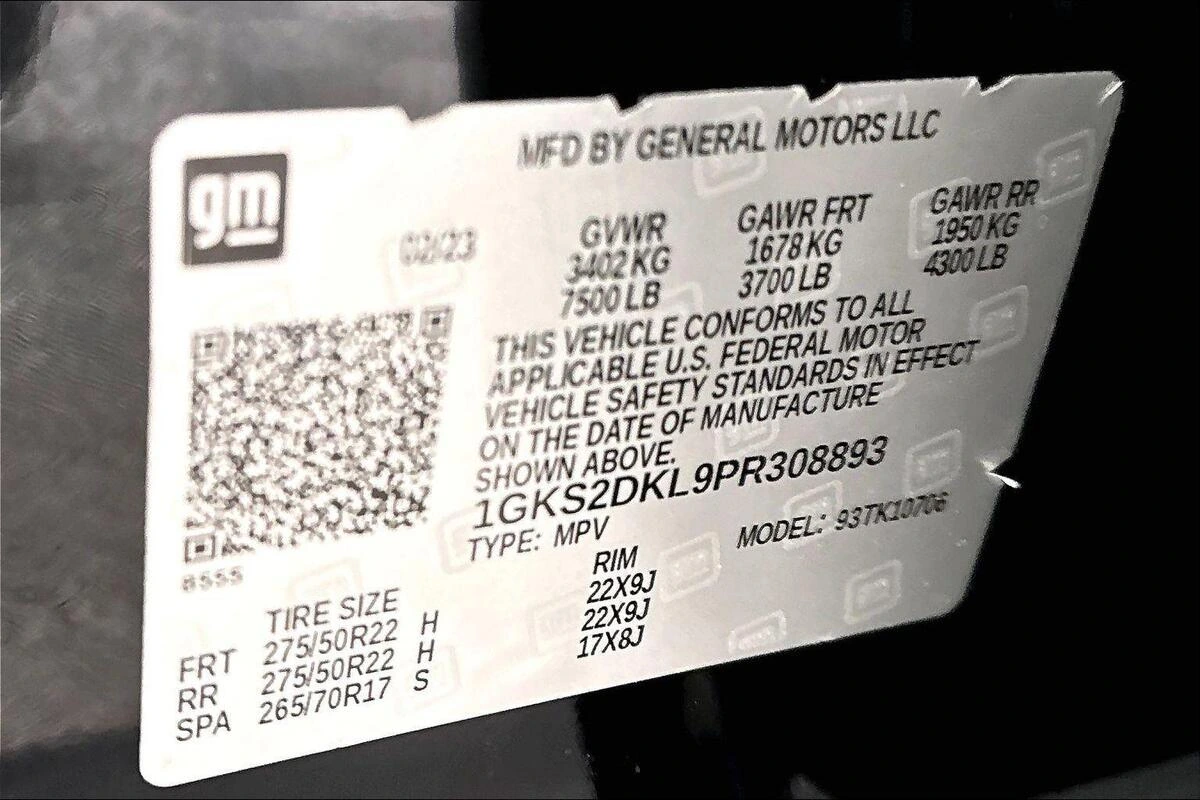 MFD BY GENERAL MOTORS LLC
gm
02/23
GVWR GAWR FRT GAWR RR
3402 KG 1678 KG 1950 KG
7500 LB 3700 LB 4300 LB
THIS VEHICLE CONFORMS TO ALL
APPLICABLE U.S. FEDERAL MOTOR
VEHICLE SAFETY STANDARDS IN EFFECT
ON THE DATE OF MANUFACTURE
SHOWN ABOVE.
1GKS2DKL9PR308893
TYPE: MPV MODEL: 93TK10706
8555
TIRE SIZE RIM
FRT 275/50R22 H 22X9J
RR 275/50R22 H 22X9J
SPA 265/70R17 S 17X8J